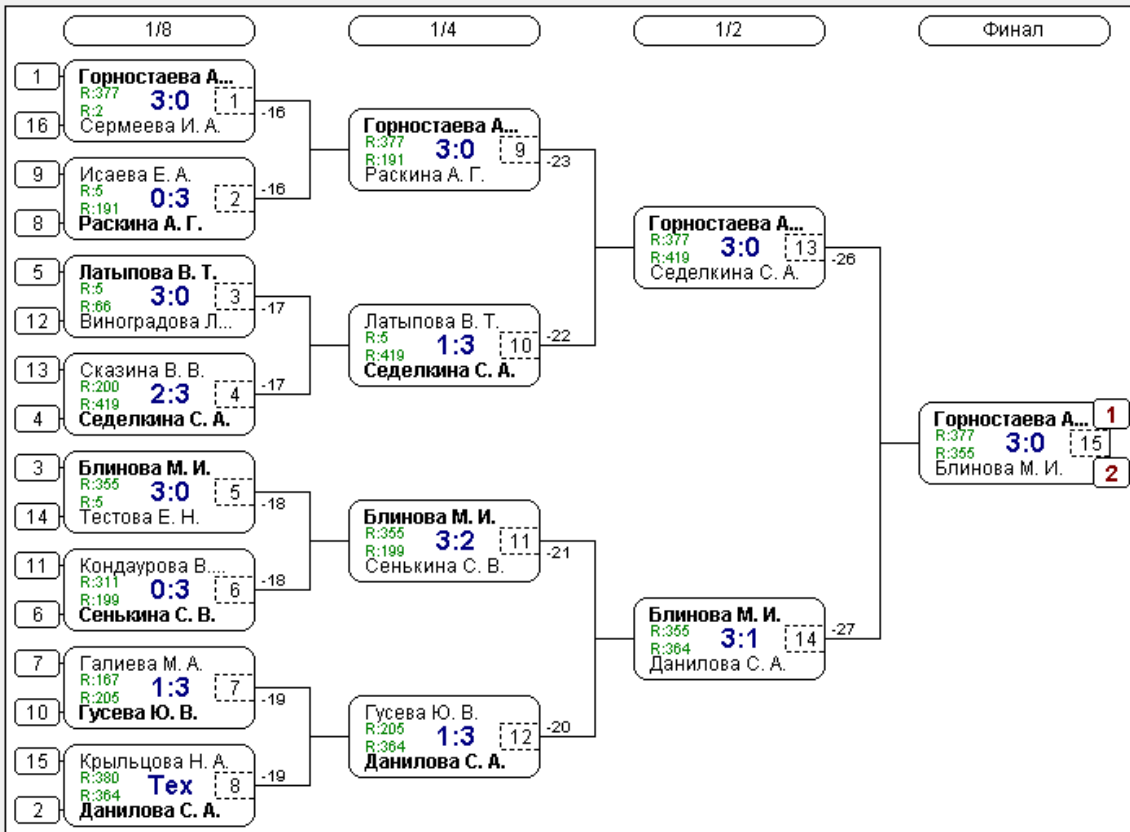 1/8
1/4
1/2
Финал
1
Горностаева А...
R:377
3:0
1
-16
R:2
16
Сермеева И. А.
9
Исаева Е. А.
R:5
0:3
2
-16
R:191
8
Раскина А. Г.
5
Латыпова В. Т.
R:5
3:0
3
-17
R:66
12
Виноградова Л...
13
Сказина В. В.
R:200
2:3
4
-17
R:419
4
Седелкина С. А.
3
Блинова М. И.
R:355
3:0
5
-18
R:5
14
Тестова Е. Н.
11
Кондаурова В....
R:311
0:3
6
-18
R:199
6
Сенькина С. В.
7
Галиева М. А.
R:167
1:3
7
-19
R:205
10
Гусева Ю. В.
15
Крыльцова Н. А.
R:380
Тех
8
-19
R:364
2
Данилова С. А.
Горностаева А...
R:377
3:0
9
-23
R:191
Раскина А. Г.
Латыпова В. Т.
R:5
1:3
10
-22
R:419
Седелкина С. А.
Блинова М. И.
R:355
3:2
11
-21
R:199
Сенькина С. В.
Гусева Ю. В.
R:205
1:3
12
-20
R:364
Данилова С. А.
Горностаева А...
R:377
3:0
13
-26
R:419
Седелкина С. А.
Блинова М. И.
R:355
3:1
14
-27
R:364
Данилова С. А.
Горностаева А...
1
R:377
3:0
15
R:355
Блинова М. И.
2